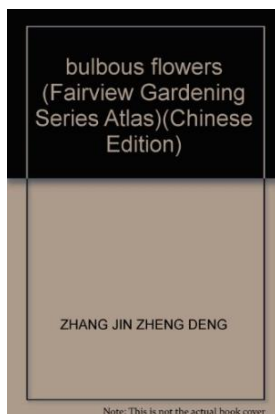 bulbous flowers
(Fairview Gardening
Series Atlas)(Chinese
Edition)
ZHANG JIN ZHENG DENG
Note: This is not the actual book cover